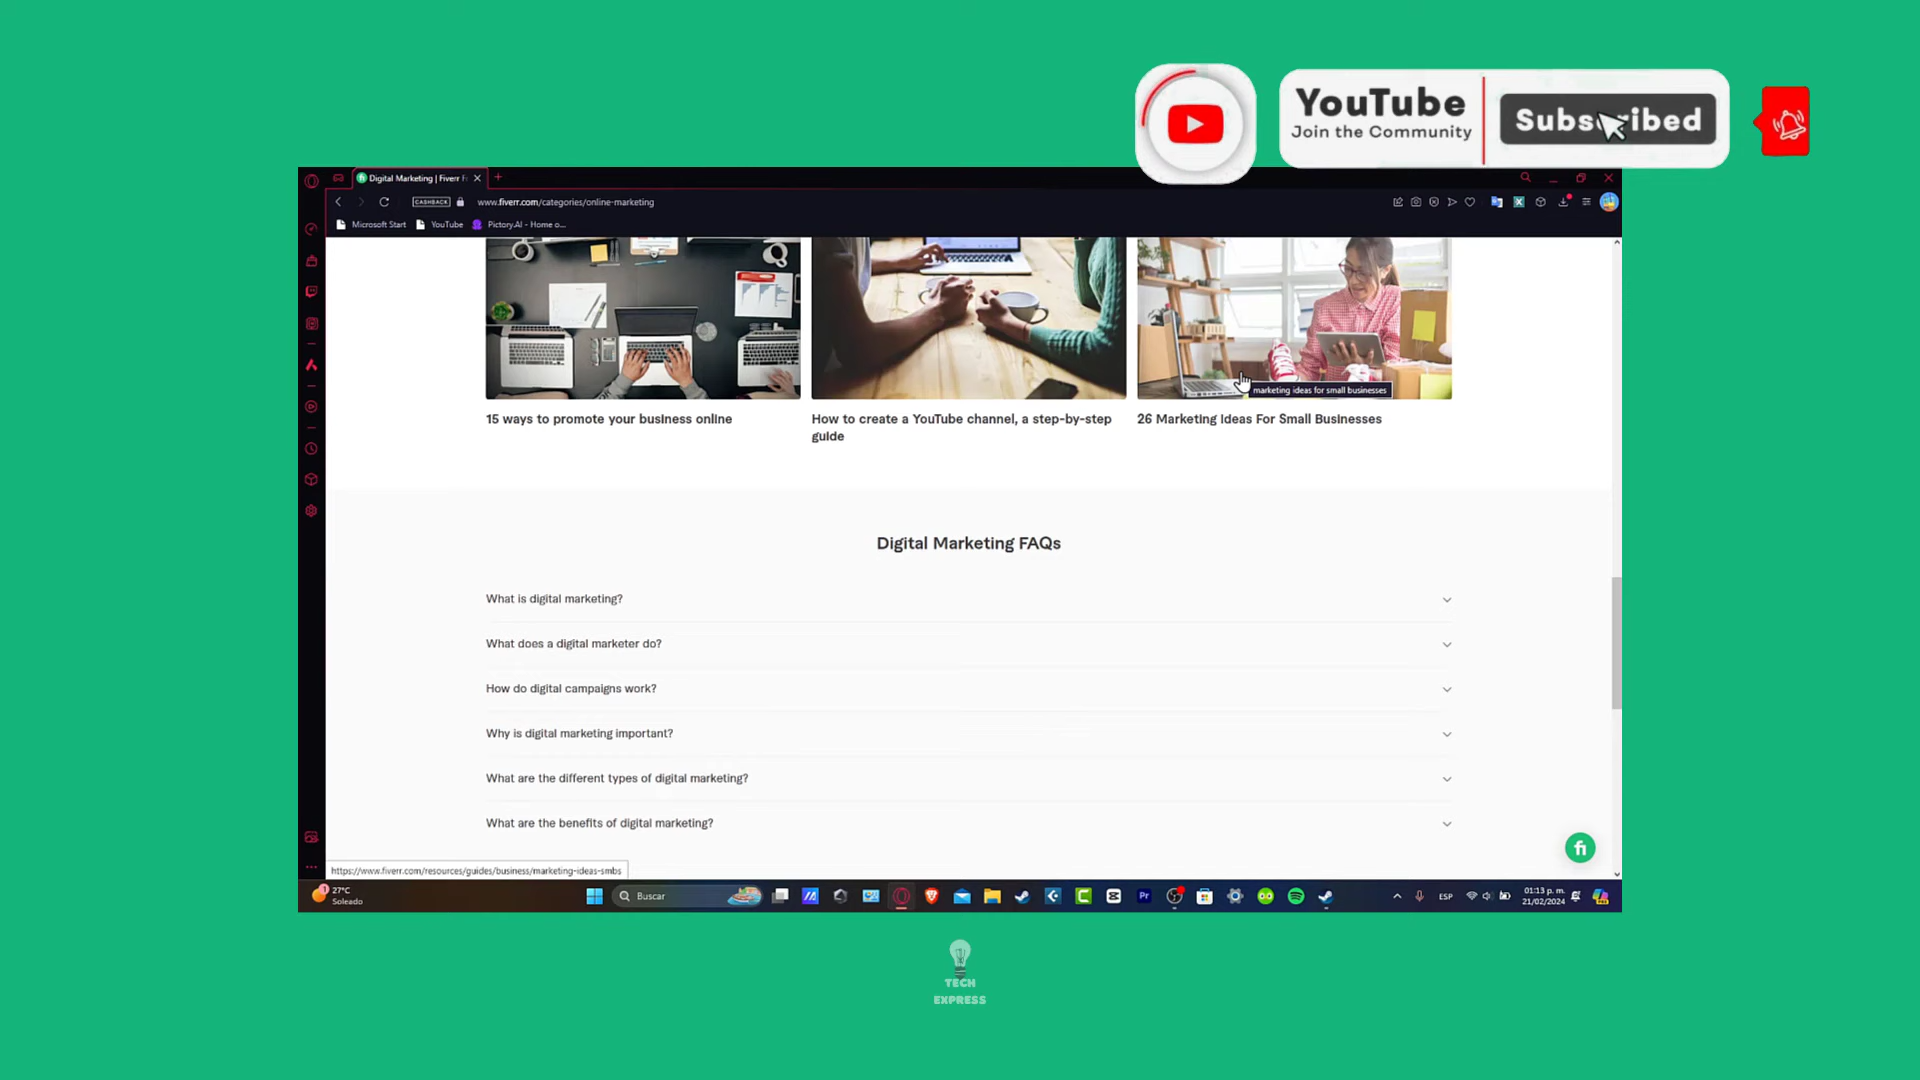 YouTube
Join the Community
Subscribed
Digital Marketing | Fiverr F
CASHBACK
www.fiverr.com/categories/online-marketing
Microsoft Start
YouTube
Pictory.AI - Home o...
marketing ideas for small businesses
15 ways to promote your business online
How to create a YouTube channel, a step-by-step
guide
26 Marketing Ideas For Small Businesses
Digital Marketing FAQs
What is digital marketing?
What does a digital marketer do?
How do digital campaigns work?
Why is digital marketing important?
What are the different types of digital marketing?
What are the benefits of digital marketing?
fi
https://www.fiverr.com/resources/guides/business/marketing-ideas-smbs
1
27°C
Soleado
Buscar
Pr
ESP
01:13 p. m.
21/02/2024
TECH
EXPRESS